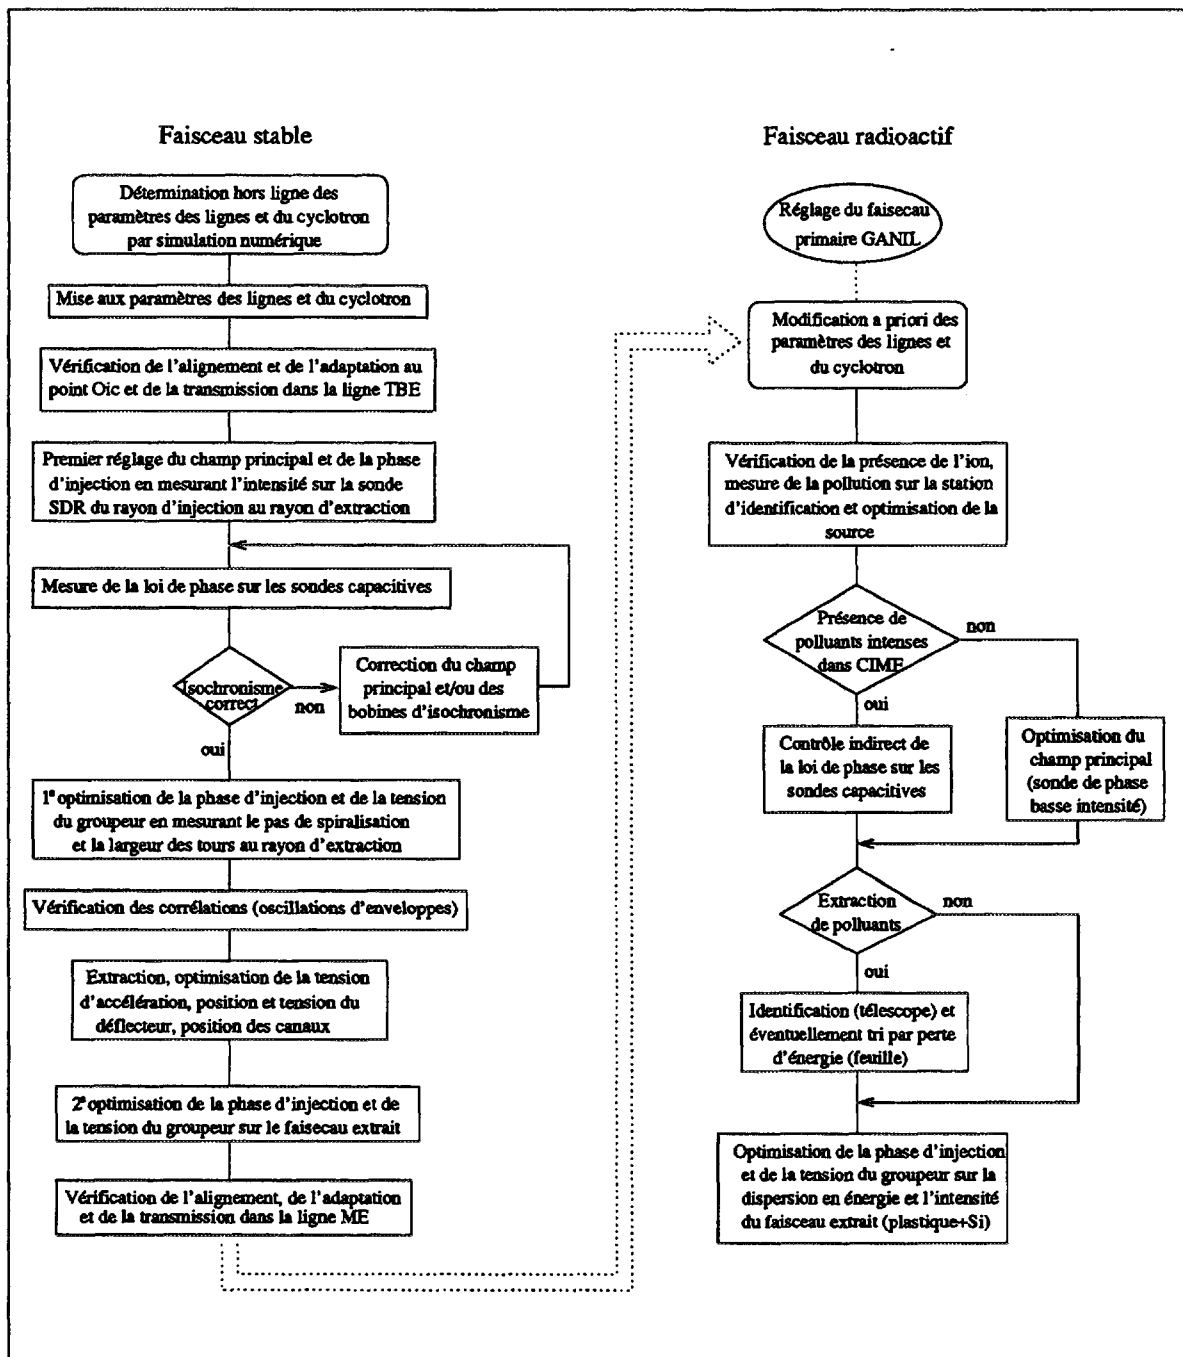 Faisceau stable
Détermination hors ligne des
paramètres des lignes et du cyclotron
par simulation numérique
Mise aux paramètres des lignes et du cyclotron
Vérification de l'alignement et de l'adaptation au
point Oic et de la transmission dans la ligne TBE
Premier réglage du champ principal et de la phase
d'injection en mesurant l'intensité sur la sonde
SDR du rayon d'injection au rayon d'extraction
Mesure de la loi de phase sur les sondes capacitives
Isochronisme
correct
non
Correction du champ
principal et/ou des
bobines d'isochronisme
oui
1e optimisation de la phase d'injection et de la tension
du groupeur en mesurant le pas de spiralisation
et la largeur des tours au rayon d'extraction
Vérification des corrélations (oscillations d'enveloppes)
Extraction, optimisation de la tension
d'accélération, position et tension du
déflecteur, position des canaux
2e optimisation de la phase d'injection et de
la tension du groupeur sur le faisecau extrait
Vérification de l'alignement, de l'adaptation
et de la transmission dans la ligne ME
Faisceau radioactif
Réglage du faisecau
primaire GANIL
Modification a priori des
paramètres des lignes et
du cyclotron
Vérification de la présence de l'ion,
mesure de la pollution sur la station
d'identification et optimisation de la
source
Présence de
polluants intenses
dans CIME
non
oui
Contrôle indirect de
la loi de phase sur les
sondes capacitives
Optimisation du
champ principal
(sonde de phase
basse intensité)
Extraction
de polluants
non
oui
Identification (télescope) et
éventuellement tri par perte
d'énergie (feuille)
Optimisation de la phase d'injection
et de la tension du groupeur sur la
dispersion en énergie et l'intensité
du faisceau extrait (plastique+Si)